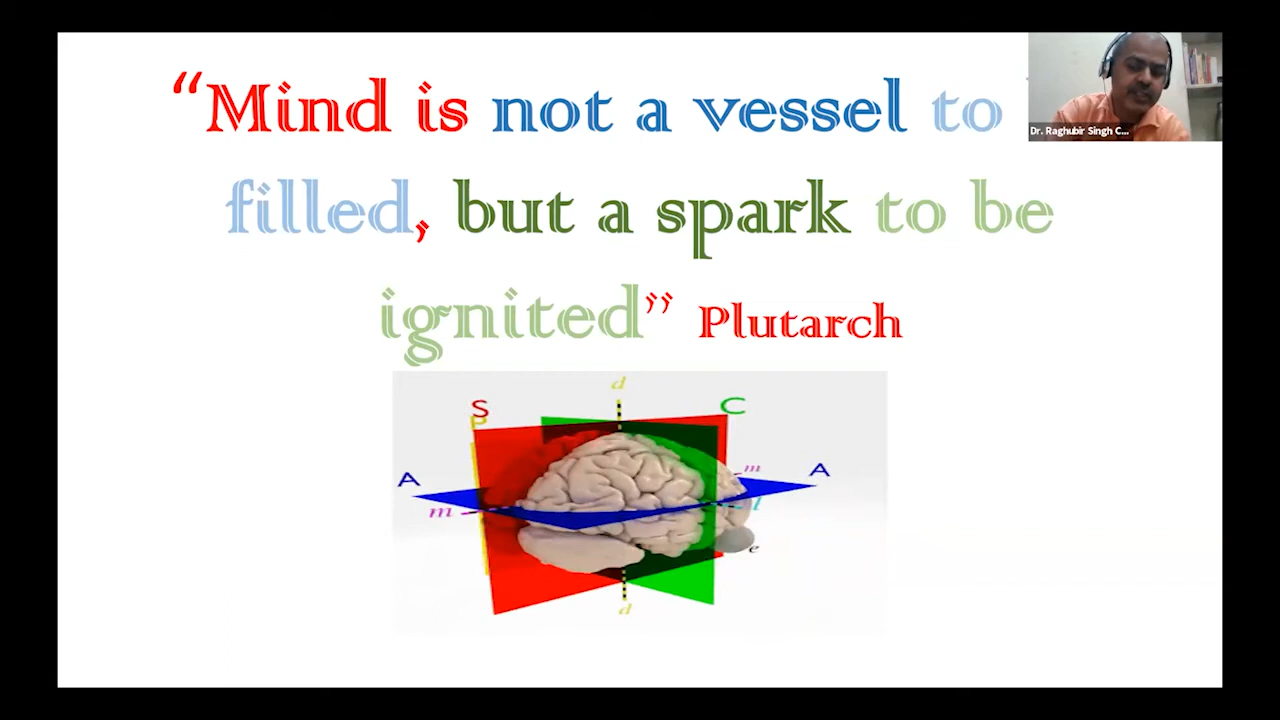 “Mind is not a vessel to
Dr. Raghubir Singh C...
filled, but a spark to be
ignited” Plutarch
d
S
C
P
m
A
A
m
l
e
d